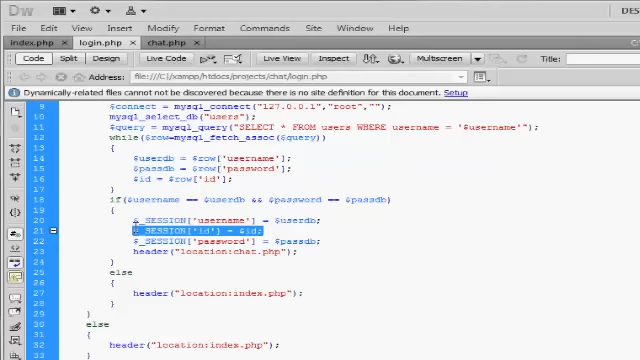 Dw
DES
File Edit View Insert Modify Format Commands Site Window Help
index.php × login.php × chat.php ×
Code Split Design Live Code Live View Inspect Multiscreen Title:
Address: file:///C|/xampp/htdocs/projects/chat/login.php
Dynamically-related files cannot not be discovered because there is no site definition for this document. Setup
9 $connect = mysql_connect("127.0.0.1","root","");
10 mysql_select_db("users");
11 $query = mysql_query("SELECT * FROM users WHERE username = '$username'");
12 while($row=mysql_fetch_assoc($query))
13 {
14 $userdb = $row['username'];
15 $passdb = $row['password'];
16 $id = $row['id'];
17 }
18 if($username == $userdb && $password == $passdb)
19 {
20 $_SESSION['username'] = $userdb;
21 $_SESSION['id'] = $id;
22 $_SESSION['password'] = $passdb;
23 header("location:chat.php");
24 }
25 else
26 {
27 header("location:index.php");
28 }
29 }
30 else
31 {
32 header("location:index.php");
33 }